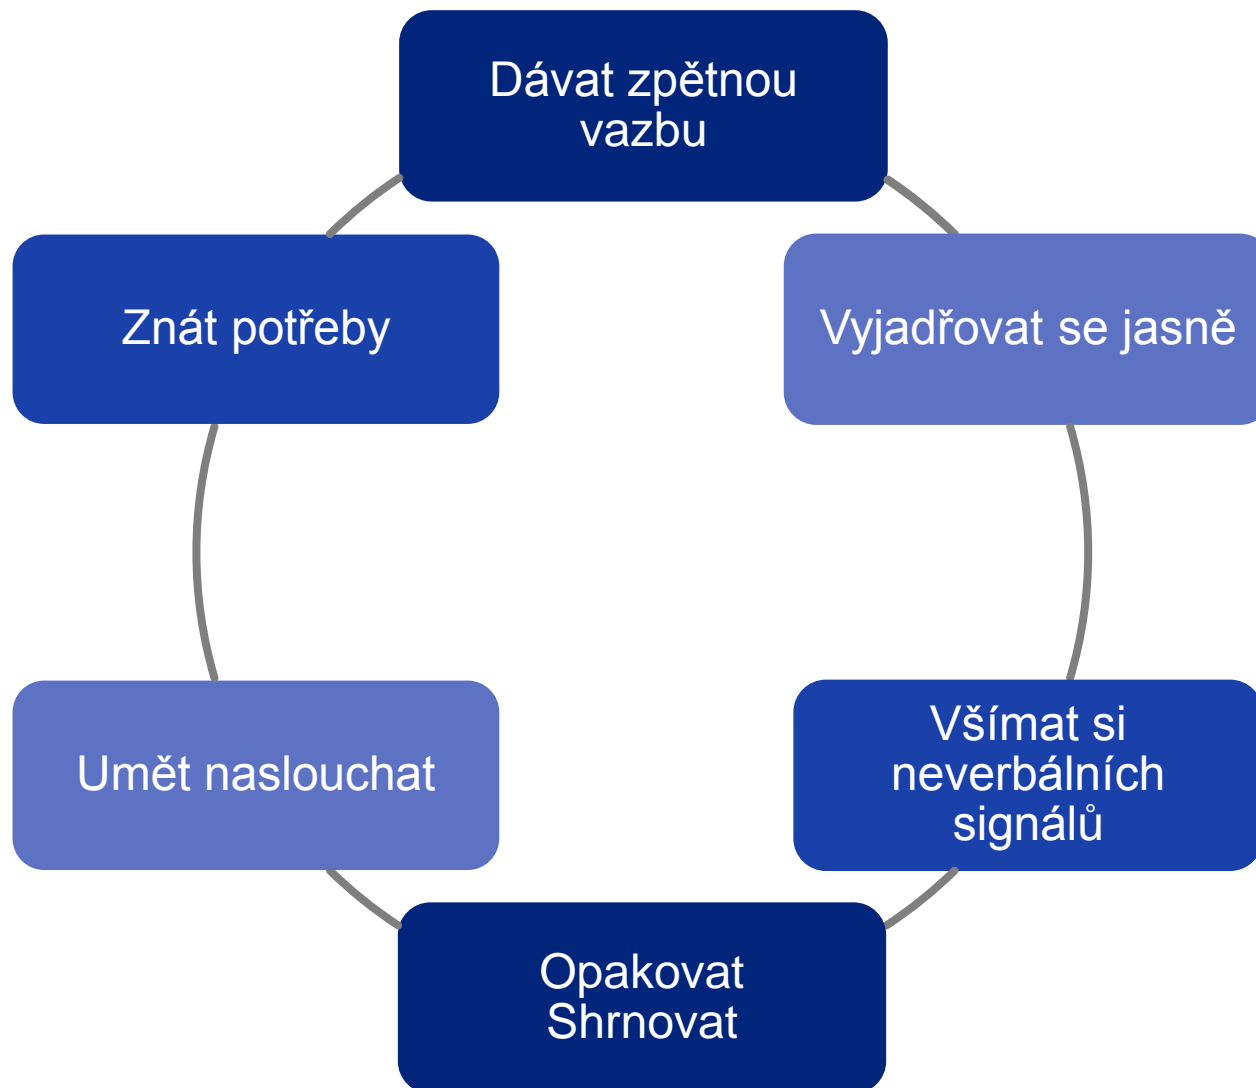 Dávat zpětnou
vazbu
Znát potřeby
Vyjadřovat se jasně
Umět naslouchat
Všímat si
neverbálních
signálů
Opakovat
Shrnovat